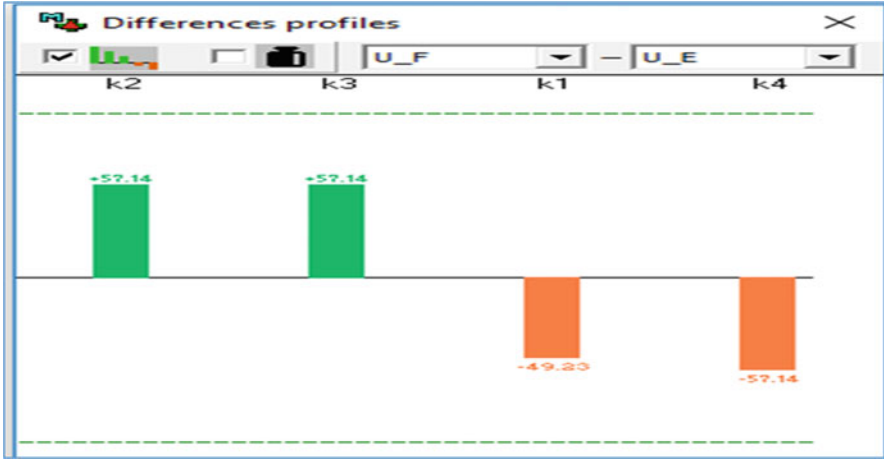 Differences profiles
U_F – U_E
k2 k3 k1 k4
+57.14 +57.14
-49.23
-57.14